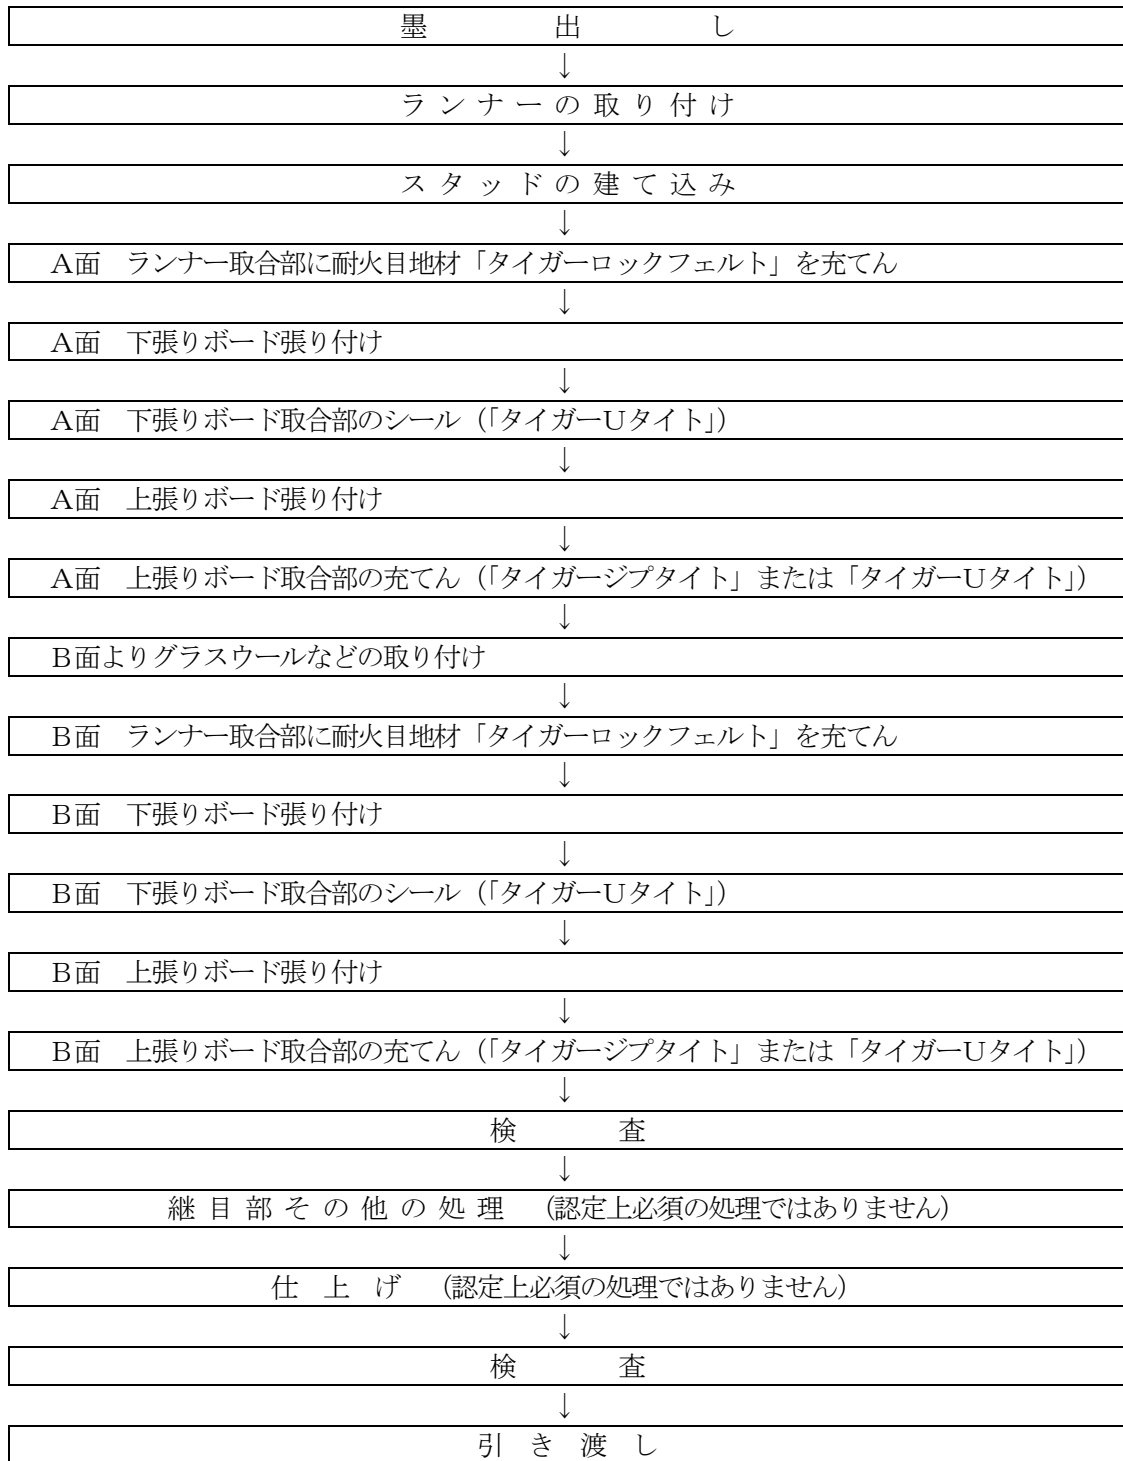 墨出し
↓
ランナーの取り付け
↓
スタッドの建て込み
↓
A面　ランナー取合部に耐火目地材「タイガーロックフェルト」を充てん
↓
A面　下張りボード張り付け
↓
A面　下張りボード取合部のシール（「タイガーUタイト」）
↓
A面　上張りボード張り付け
↓
A面　上張りボード取合部の充てん（「タイガージプタイト」または「タイガーUタイト」）
↓
B面よりグラスウールなどの取り付け
↓
B面　ランナー取合部に耐火目地材「タイガーロックフェルト」を充てん
↓
B面　下張りボード張り付け
↓
B面　下張りボード取合部のシール（「タイガーUタイト」）
↓
B面　上張りボード張り付け
↓
B面　上張りボード取合部の充てん（「タイガージプタイト」または「タイガーUタイト」）
↓
検査
↓
継目部その他の処理　（認定上必須の処理ではありません）
↓
仕上げ　（認定上必須の処理ではありません）
↓
検査
↓
引き渡し